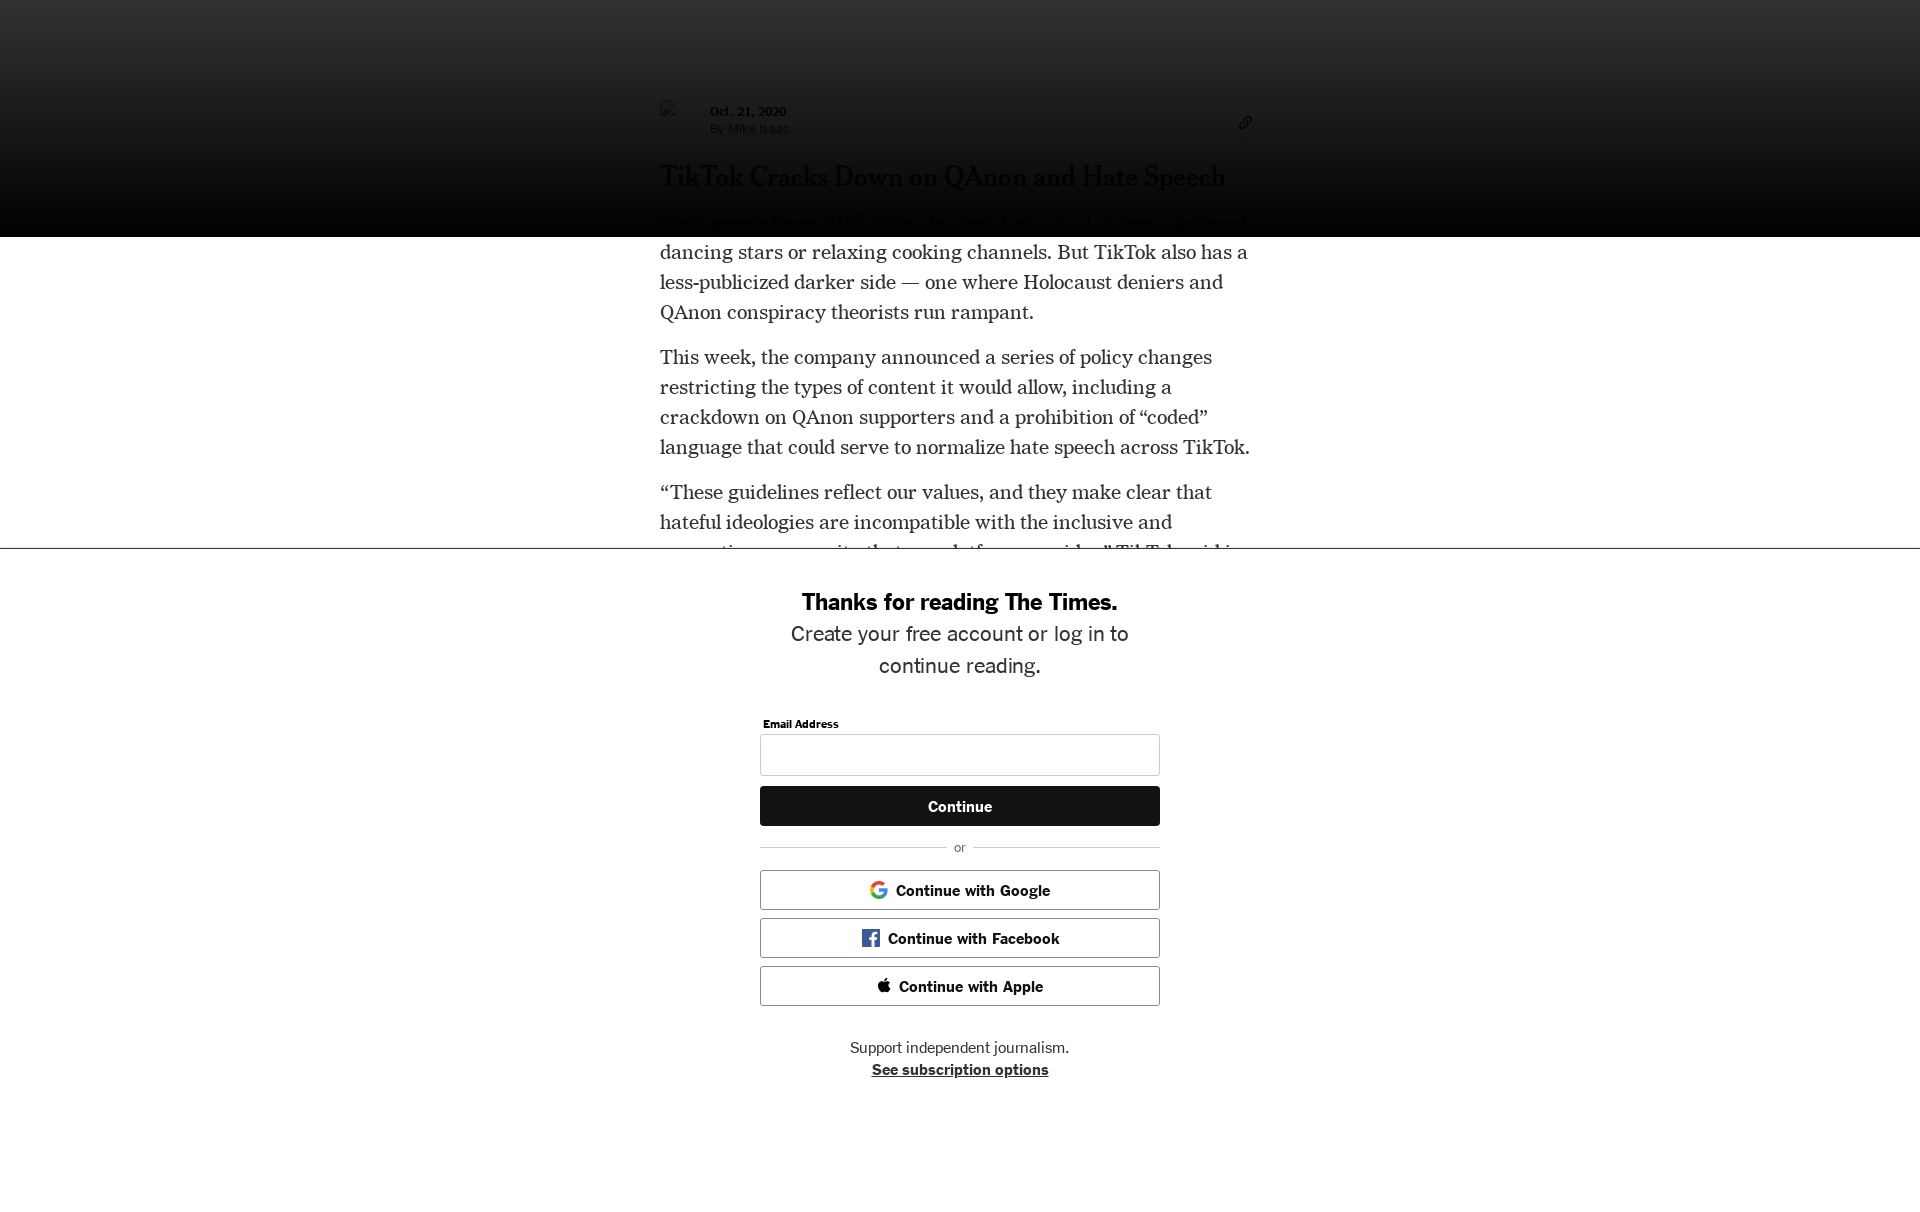 Oct. 21, 2020
By Mike Isaac
TikTok Cracks Down on QAnon and Hate Speech
dancing stars or relaxing cooking channels. But TikTok also has a
less-publicized darker side — one where Holocaust deniers and
QAnon conspiracy theorists run rampant.
This week, the company announced a series of policy changes
restricting the types of content it would allow, including a
crackdown on QAnon supporters and a prohibition of “coded”
language that could serve to normalize hate speech across TikTok.
“These guidelines reflect our values, and they make clear that
hateful ideologies are incompatible with the inclusive and
Thanks for reading The Times.
Create your free account or log in to
continue reading.
Email Address
Continue
or
Continue with Google
Continue with Facebook
Continue with Apple
Support independent journalism.
See subscription options